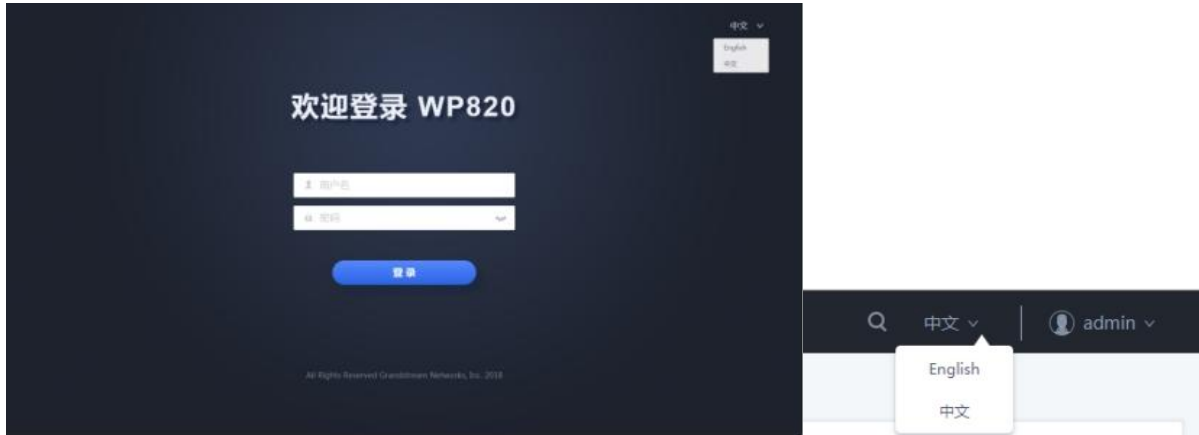 中文
English
中文
欢迎登录 WP820
用户名
密码
登录
All Rights Reserved Grandstream Networks, Inc. 2018
中文
admin
English
中文